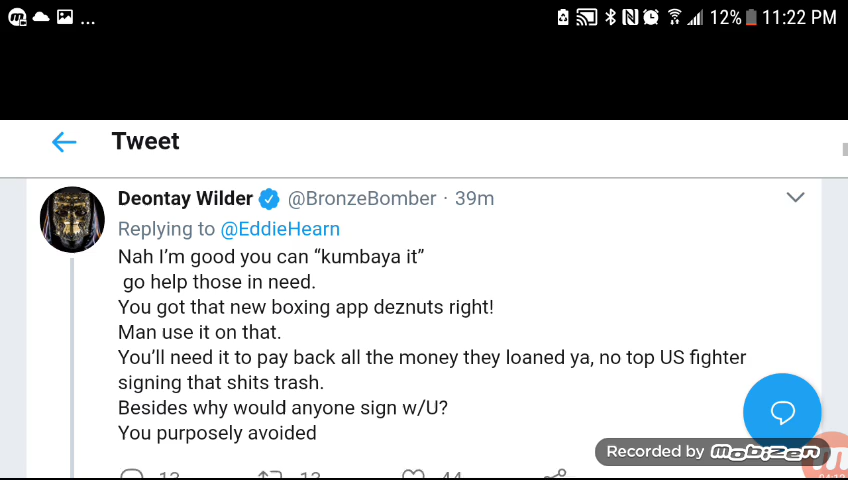 ... 12% 11:22 PM
Tweet
Deontay Wilder @BronzeBomber · 39m
Replying to @EddieHearn
Nah I'm good you can “kumbaya it”
go help those in need.
You got that new boxing app deznuts right!
Man use it on that.
You'll need it to pay back all the money they loaned ya, no top US fighter
signing that shits trash.
Besides why would anyone sign w/U?
You purposely avoided
Recorded by mobizen
13 13 44